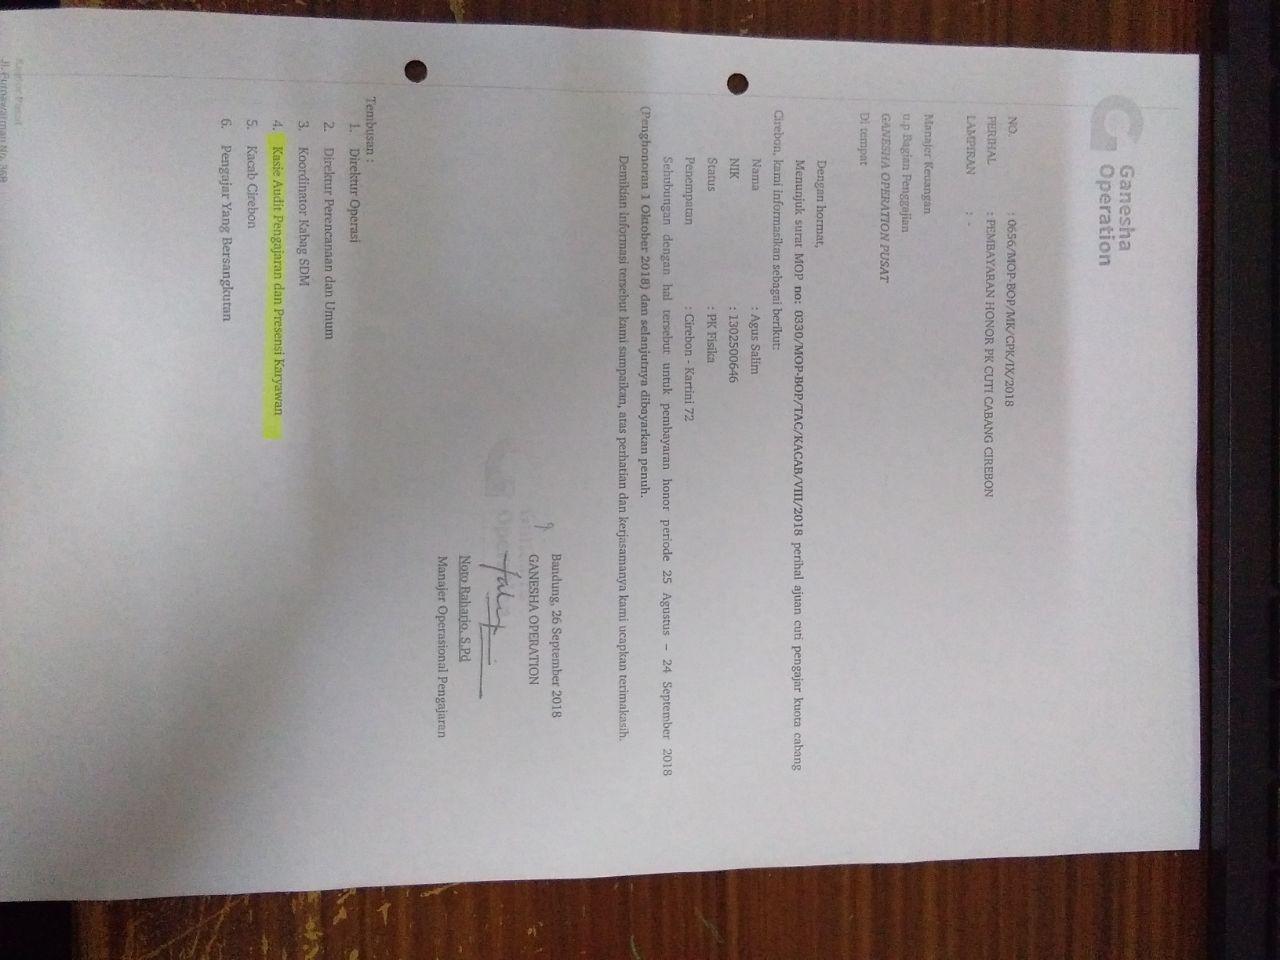 Ganesha
Operation
NO. : 0656/MOP-BOP/MK/CPK/IX/2018
PERIHAL : PEMBAYARAN HONOR PK CUTI CABANG CIREBON
LAMPIRAN : -
Manajer Keuangan
u.p Bagian Penggajian
GANESHA OPERATION PUSAT
Di tempat
Dengan hormat,
Menunjuk surat MOP no: 0330/MOP-BOP/TAC/KACAB/VIII/2018 perihal ajuan cuti pengajar kuota cabang
Cirebon, kami informasikan sebagai berikut:
Nama : Agus Salim
NIK : 1302500646
Status : PK Fisika
Penempatan : Cirebon - Kartini 72
Sehubungan dengan hal tersebut untuk pembayaran honor periode 25 Agustus – 24 September 2018
(Penghonoran 1 Oktober 2018) dan selanjutnya dibayarkan penuh.
Demikian informasi tersebut kami sampaikan, atas perhatian dan kerjasamanya kami ucapkan terimakasih.
Bandung, 26 September 2018
GANESHA OPERATION
Noto Raharjo, S.Pd
Manajer Operasional Pengajaran
Tembusan :
1. Direktur Operasi
2. Direktur Perencanaan dan Umum
3. Koordinator Kabag SDM
4. Kasie Audit Pengajaran dan Presensi Karyawan
5. Kacab Cirebon
6. Pengajar Yang Bersangkutan
Kantor Pusat
Jl. Purnawarman No. 36B